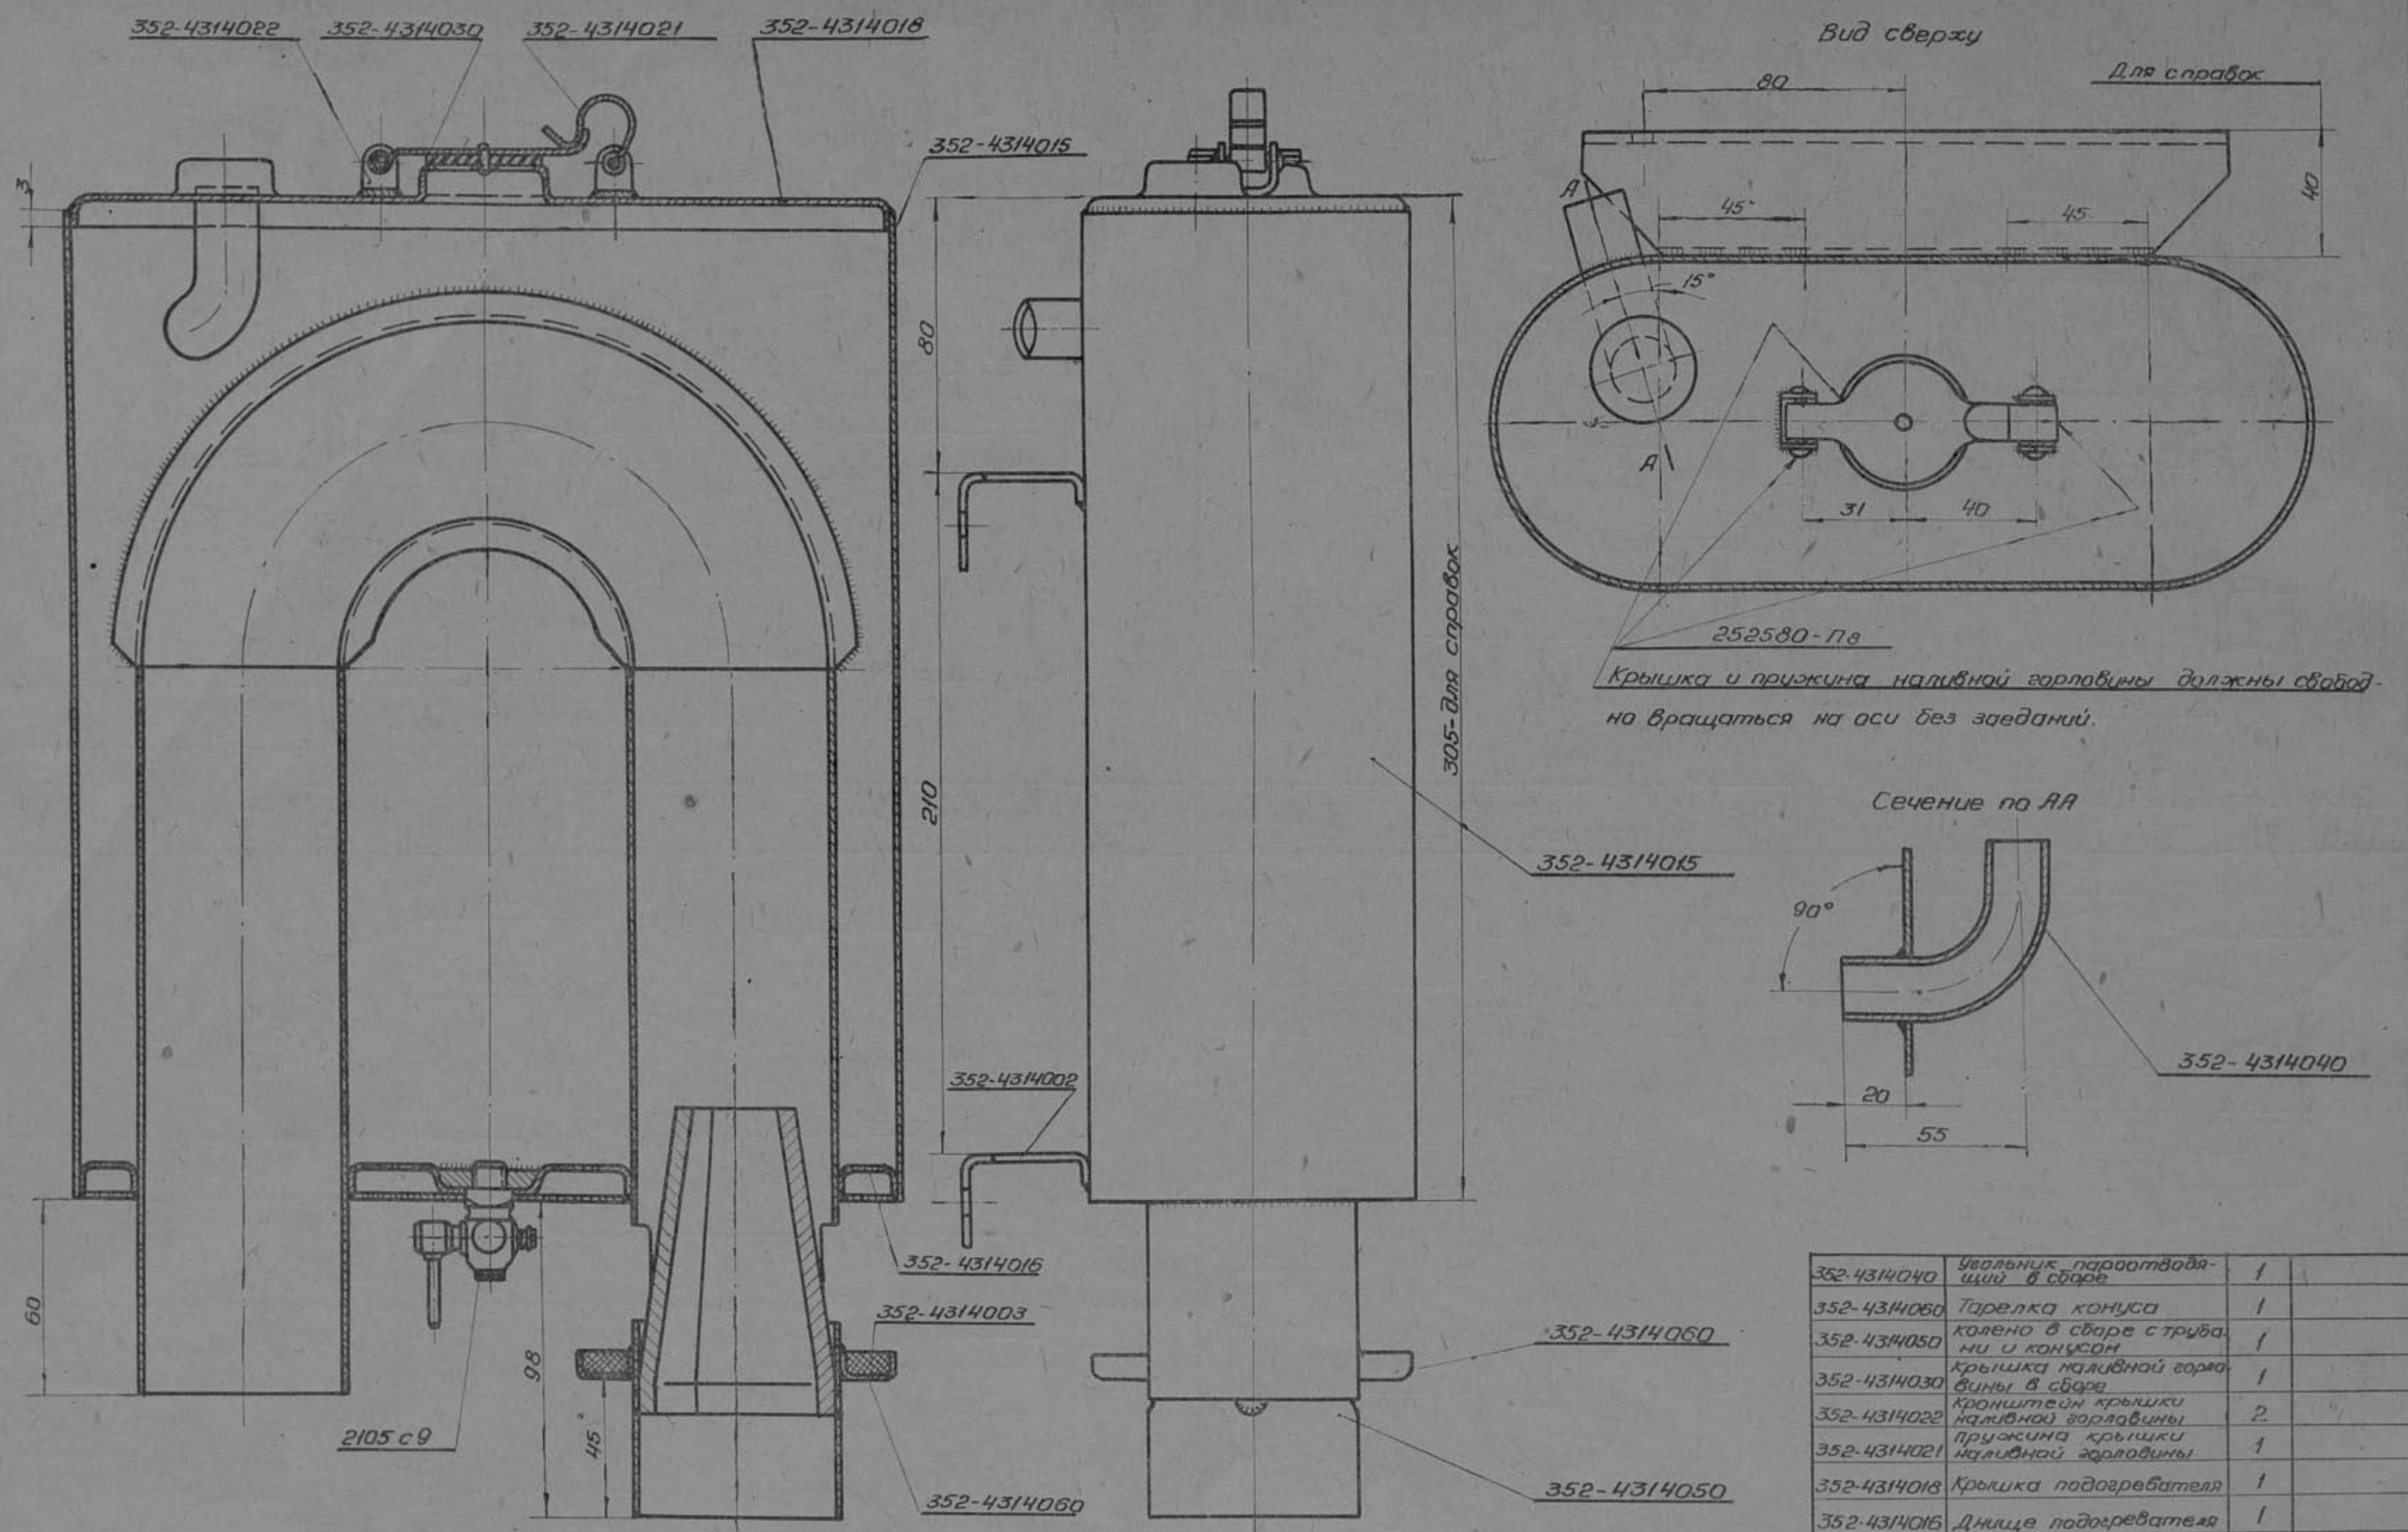 352-4314022
352-4314030
352-4314021
352-4314018
352-4314015
3
80
210
305-для справок
352-4314002
352-4314016
352-4314003
352-4314060
60
98
45
2105 с 9
352-4314015
352-4314060
352-4314050
Вид сверху
Для справок
80
40
А
45
45
15°
А
31
40
252580-П8
Крышка и пружина наливной горловины должны свобод-
но вращаться на оси без заеданий.
Сечение по АА
90°
20
55
352-4314040
352-4314040 Угольник пароотводя-
щий в сборе 1
352-4314060 Тарелка конуса 1
352-4314050 колено в сборе с труба
ми и конусом 1
352-4314030 крышка наливной горло
вины в сборе 1
352-4314022 Кронштейн крышки
наливной горловины 2
352-4314021 пружина крышки
наливной горловины 1
352-4314018 Крышка подогревателя 1
352-4314016 Днище подогревателя 1